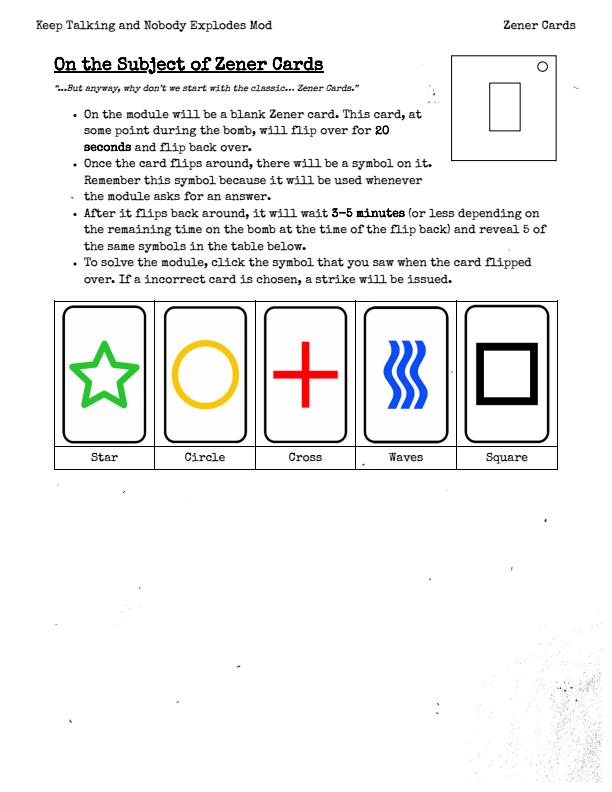 Keep Talking and Nobody Explodes Mod
Zener Cards
On the Subject of Zener Cards
"...But anyway, why don't we start with the classic... Zener Cards."
• On the module will be a blank Zener card. This card, at
some point during the bomb, will flip over for 20
seconds and flip back over.
• Once the card flips around, there will be a symbol on it.
Remember this symbol because it will be used whenever
the module asks for an answer.
• After it flips back around, it will wait 3-5 minutes (or less depending on
the remaining time on the bomb at the time of the flip back) and reveal 5 of
the same symbols in the table below.
• To solve the module, click the symbol that you saw when the card flipped
over. If a incorrect card is chosen, a strike will be issued.
Star
Circle
Cross
Waves
Square